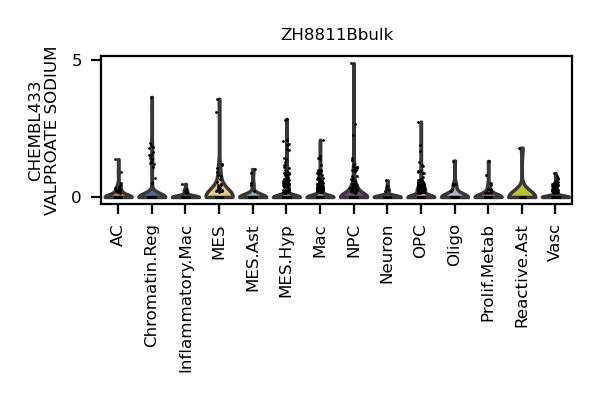 ZH8811Bbulk
CHEMBL433
VALPROATE SODIUM
5
0
AC
Chromatin.Reg
Inflammatory.Mac
MES
MES.Ast
MES.Hyp
Mac
NPC
Neuron
OPC
Oligo
Prolif.Metab
Reactive.Ast
Vasc